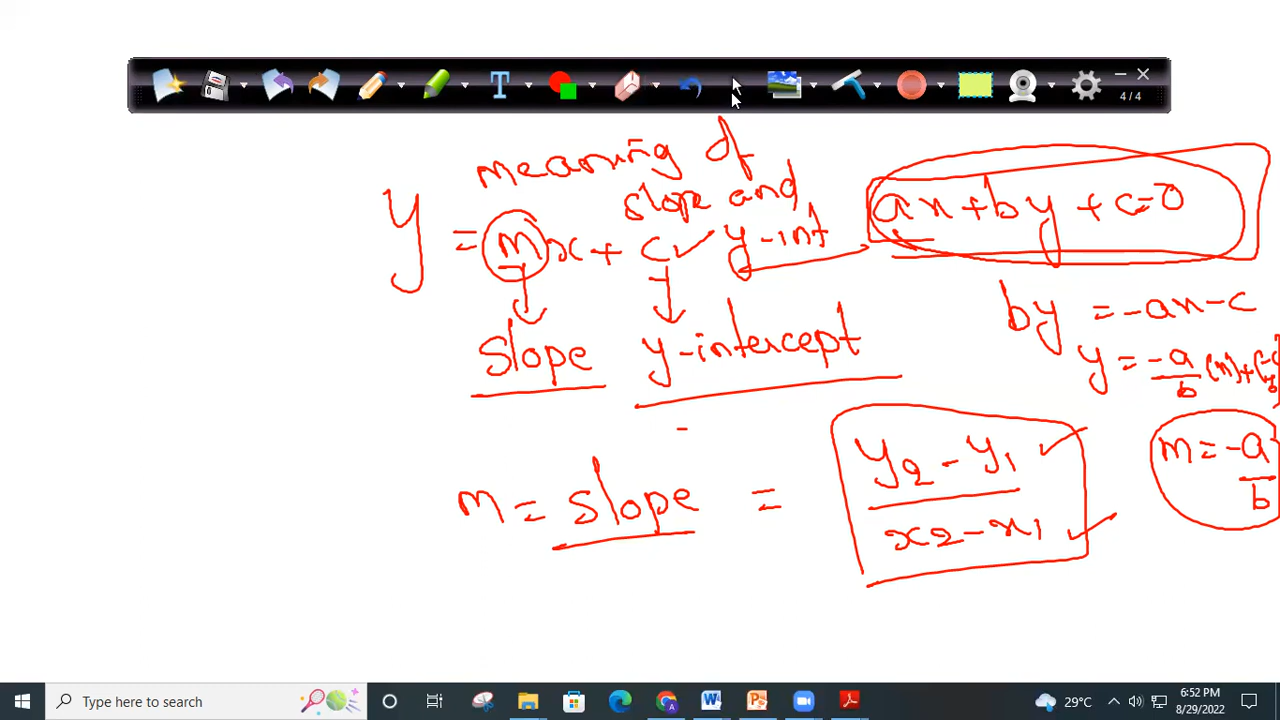 T
4 / 4
meaning of
slope and
y-int
y = mx + c
slope y-intercept
ax+by+c=0
by = -ax-c
y = -a/b (x)+(-c/b
m = slope = y2-y1/x2-x1
m = -a/b
Type here to search
29°C
6:52 PM
8/29/2022